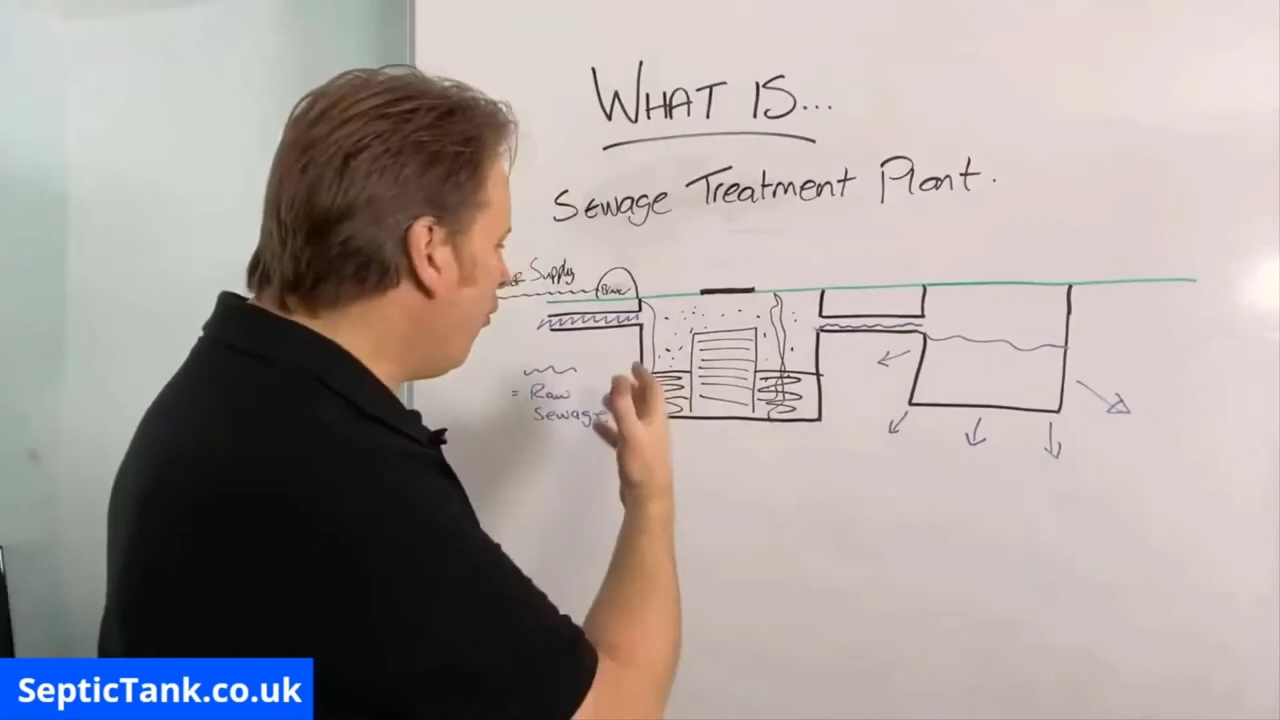 WHAT IS...
Sewage Treatment Plant.
Supply
= Raw
Sewage
SepticTank.co.uk